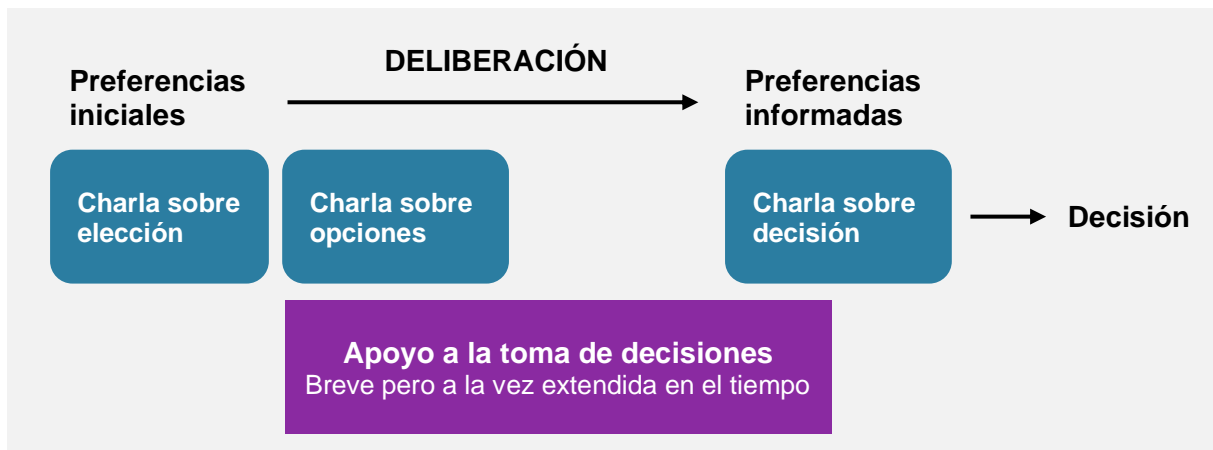 DELIBERACIÓN
Preferencias
iniciales
Preferencias
informadas
Charla sobre
elección
Charla sobre
opciones
Charla sobre
decisión
Decisión
Apoyo a la toma de decisiones
Breve pero a la vez extendida en el tiempo